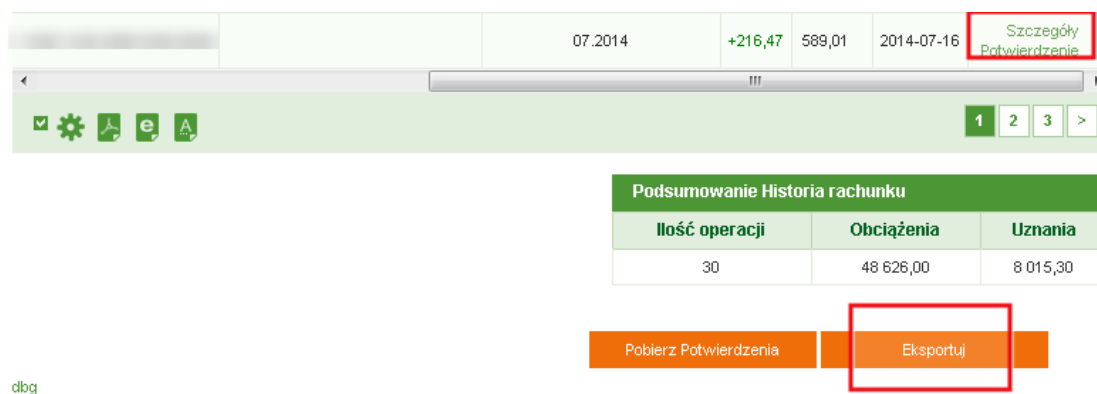 07.2014 +216,47 589,01 2014-07-16 Szczegóły
Potwierdzenie
1 2 3 >
Podsumowanie Historia rachunku
Ilość operacji Obciążenia Uznania
30 48 626,00 8 015,30
Pobierz Potwierdzenia Eksportuj
dbg